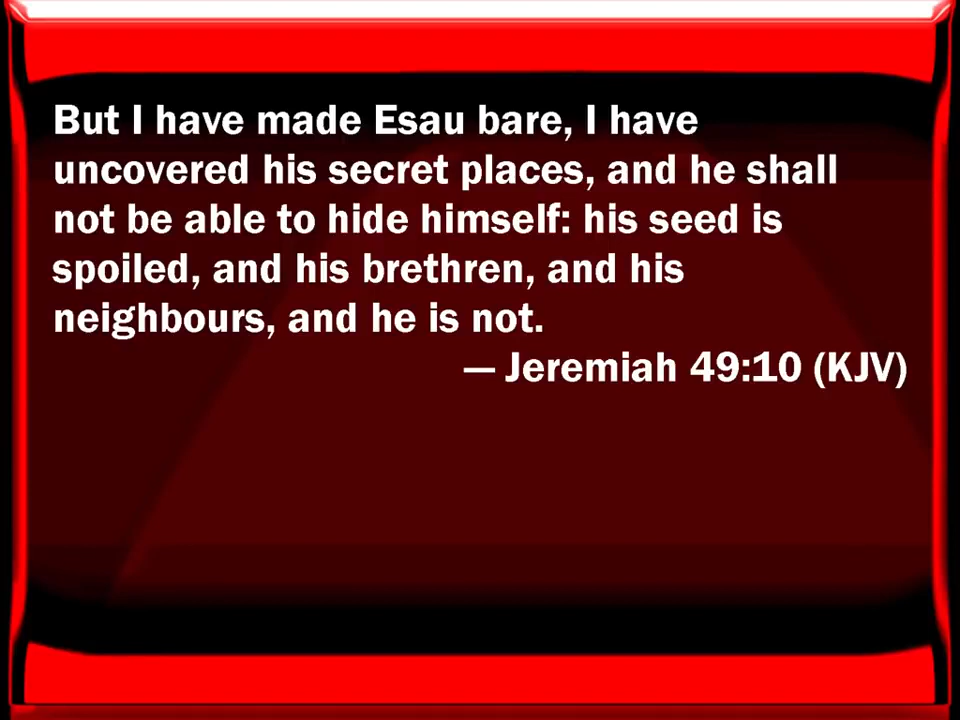 But I have made Esau bare, I have
uncovered his secret places, and he shall
not be able to hide himself: his seed is
spoiled, and his brethren, and his
neighbours, and he is not.
— Jeremiah 49:10 (KJV)